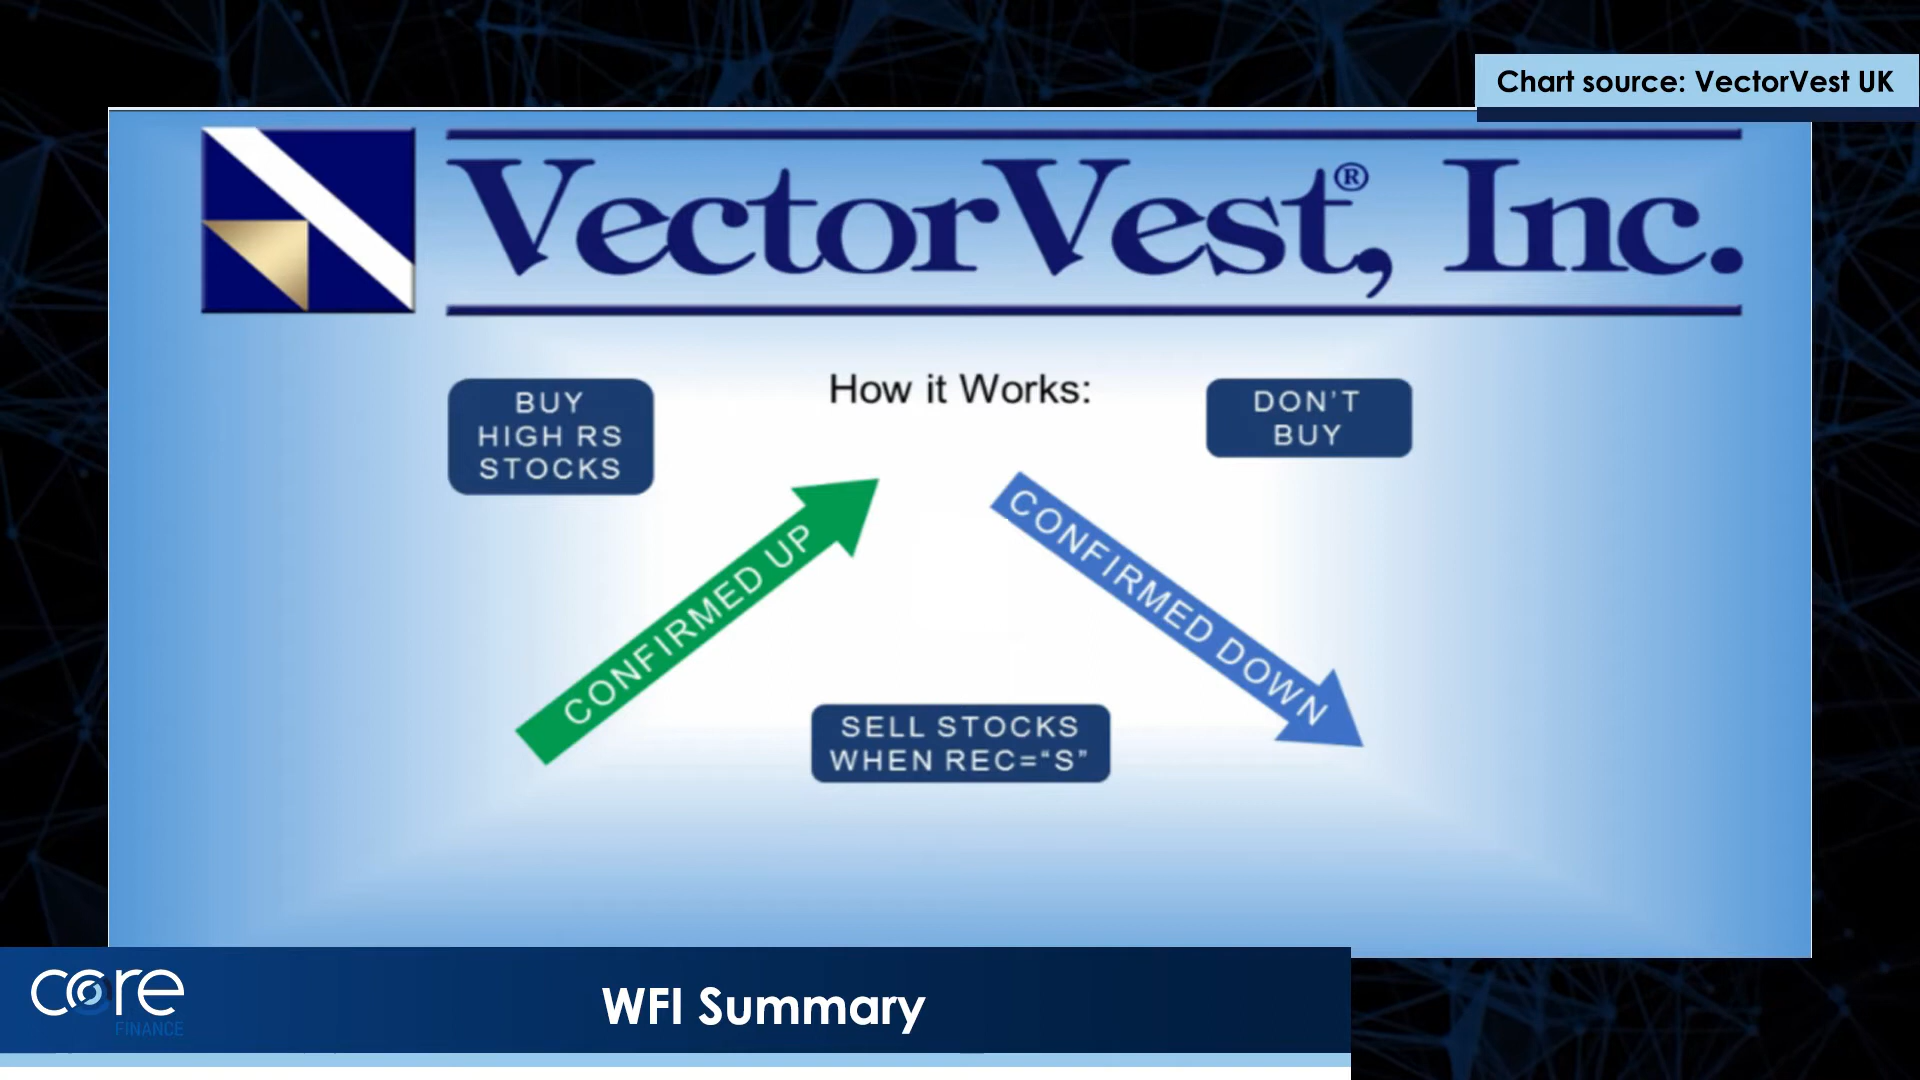 Chart source: VectorVest UK
VectorVest®, Inc.
How it Works:
BUY
HIGH RS
STOCKS
DON'T
BUY
CONFIRMED UP
CONFIRMED DOWN
SELL STOCKS
WHEN REC=“S”
core
FINANCE
WFI Summary